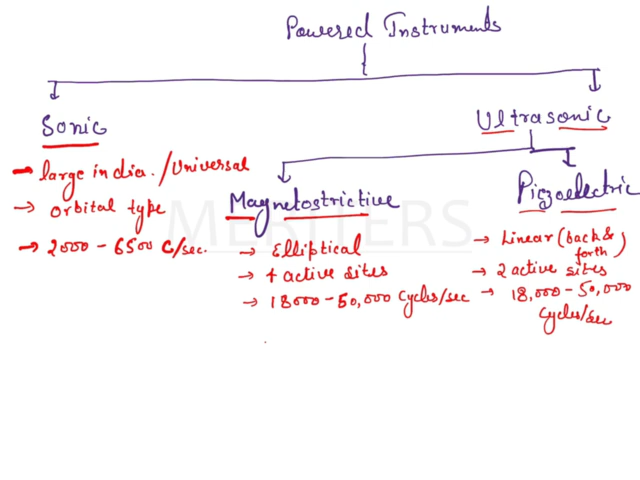 Powered Instruments
Sonic
→ large in dia. / Universal
→ orbital type
→ 2000 - 6500 C/sec.
Ultrasonic
Magnetostrictive
→ Elliptical
→ 4 active sites
→ 18000 - 50,000 cycles/sec
Piezoelectric
→ Linear (back & forth)
→ 2 active sites
→ 18,000 - 50,000
cycles/sec
MERITERS